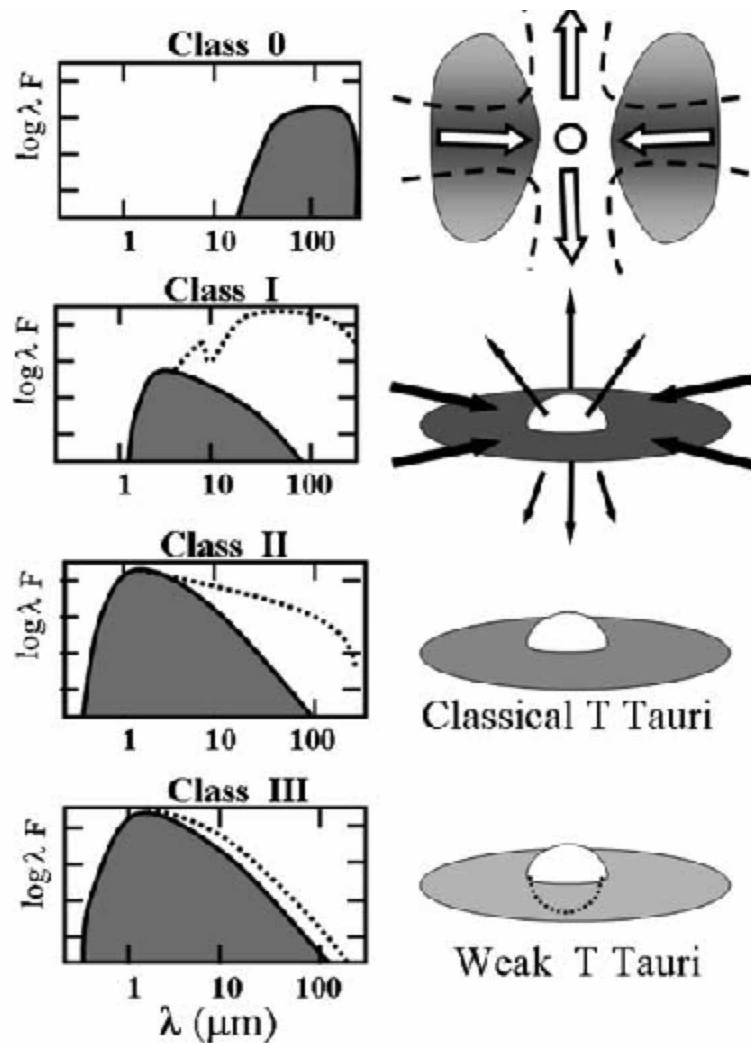 Class 0
log λ F
1 10 100
Class I
log λ F
1 10 100
Class II
log λ F
1 10 100
Classical T Tauri
Class III
log λ F
1 10 100
λ (μm)
Weak T Tauri